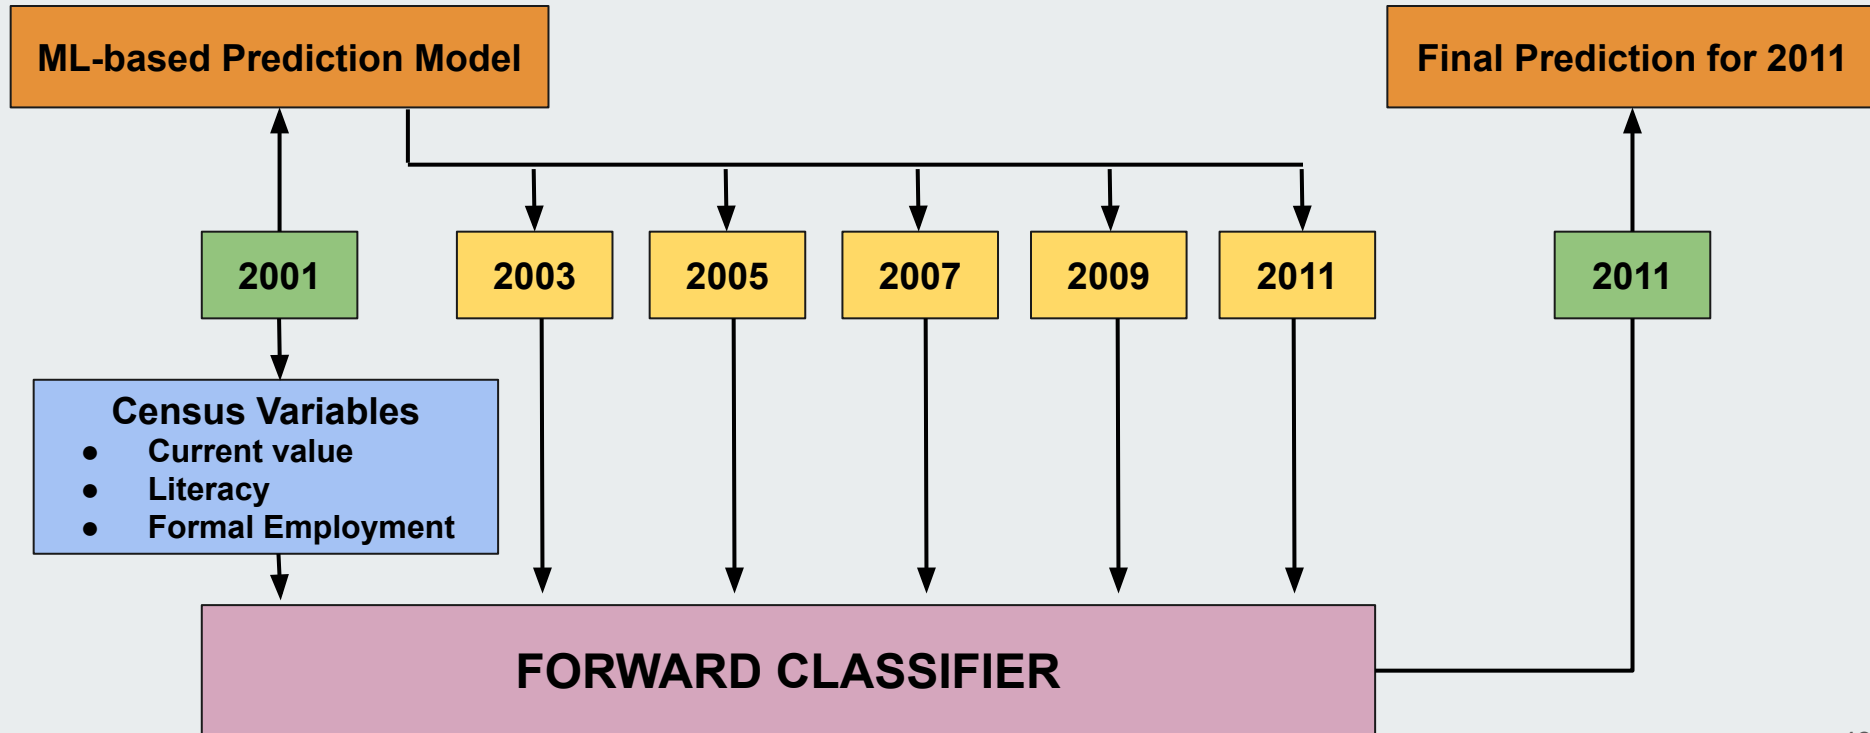 ML-based Prediction Model
Final Prediction for 2011
2001
2003
2005
2007
2009
2011
2011
Census Variables
● Current value
● Literacy
● Formal Employment
FORWARD CLASSIFIER